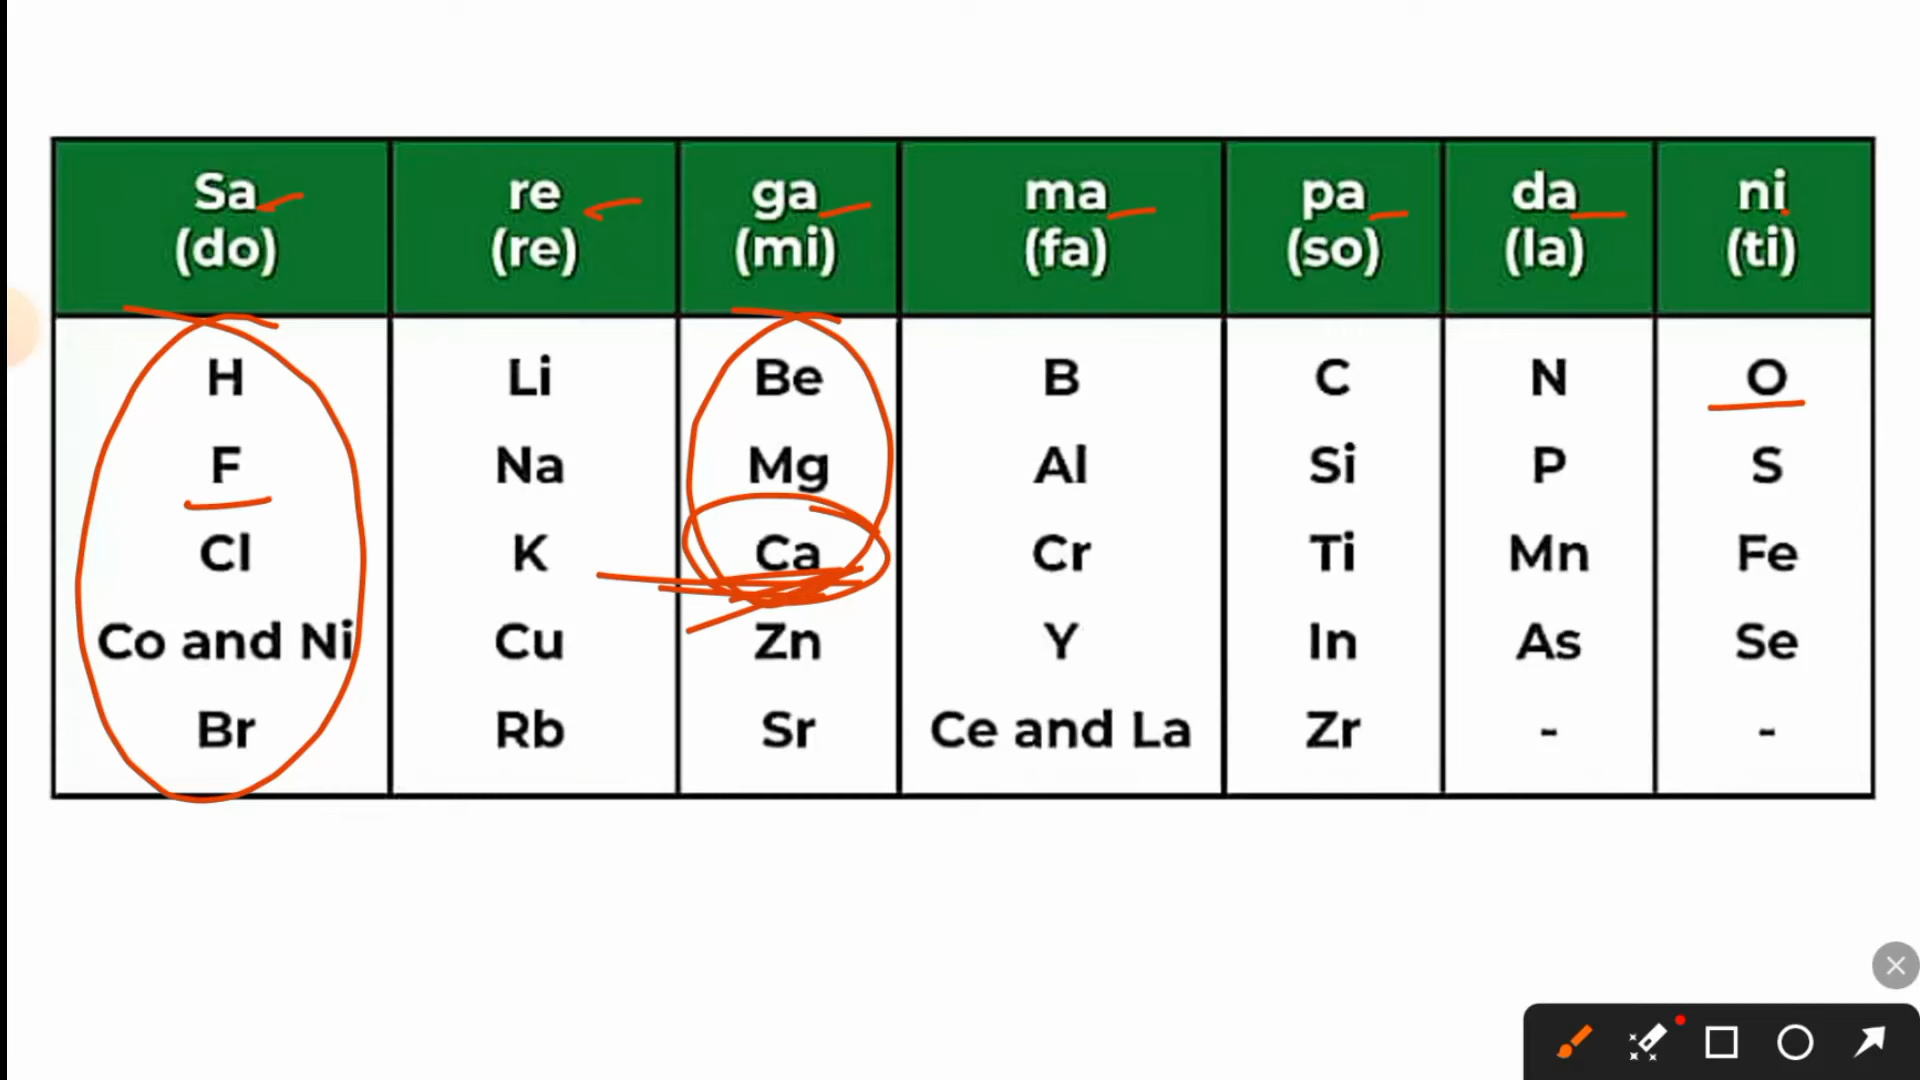 Sa re ga ma pa da ni
(do) (re) (mi) (fa) (so) (la) (ti)
H Li Be B C N O
F Na Mg Al Si P S
Cl K Ca Cr Ti Mn Fe
Co and Ni Cu Zn Y In As Se
Br Rb Sr Ce and La Zr - -